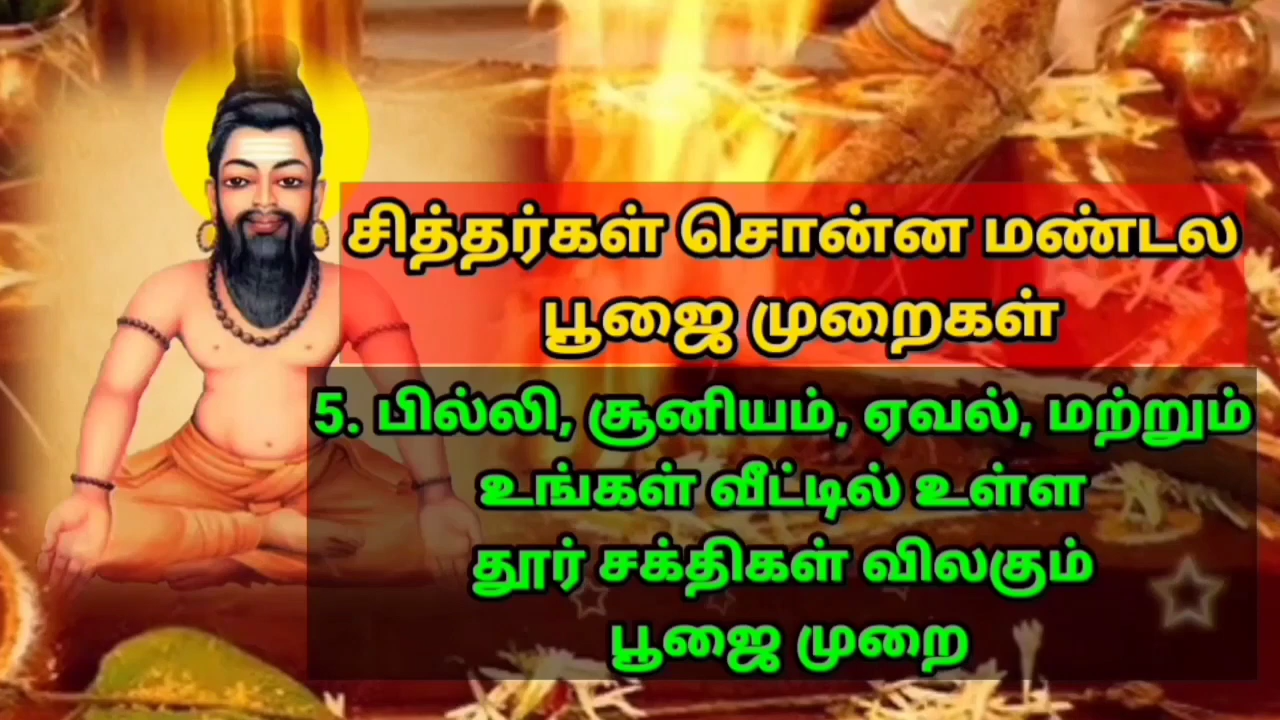 சித்தர்கள் சொன்ன மண்டல
பூஜை முறைகள்
5. பில்லி, சூனியம், ஏவல், மற்றும்
உங்கள் வீட்டில் உள்ள
தூர் சக்திகள் விலகும்
பூஜை முறை